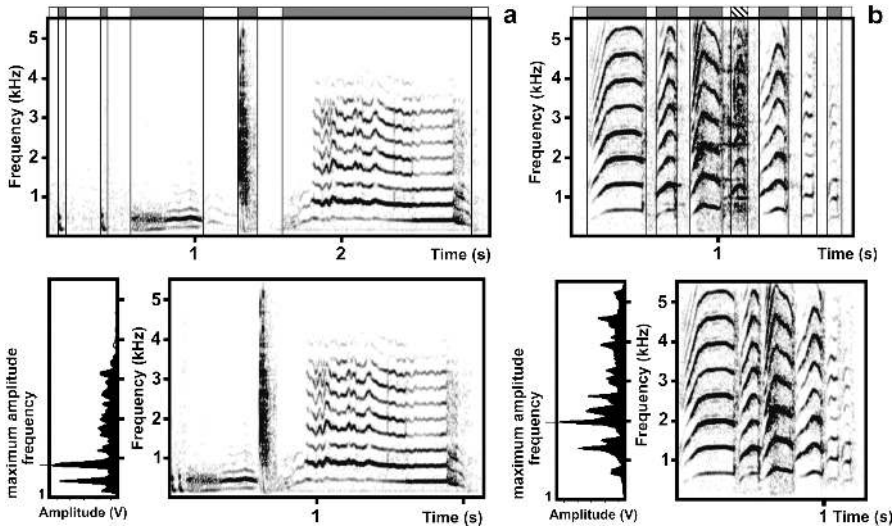 a
5
4
3
2
1
Frequency (kHz)
1
2
Time (s)
b
5
4
3
2
1
Frequency (kHz)
1
Time (s)
maximum amplitude
frequency
1
Amplitude (V)
5
4
3
2
1
Frequency (kHz)
1
Time (s)
maximum amplitude
frequency
1
Amplitude (V)
5
4
3
2
1
Frequency (kHz)
1 Time (s)